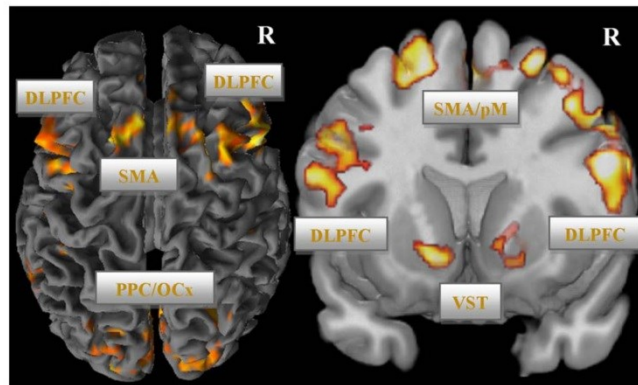 R
DLPFC
DLPFC
SMA
PPC/OCx
R
SMA/pM
DLPFC
DLPFC
VST